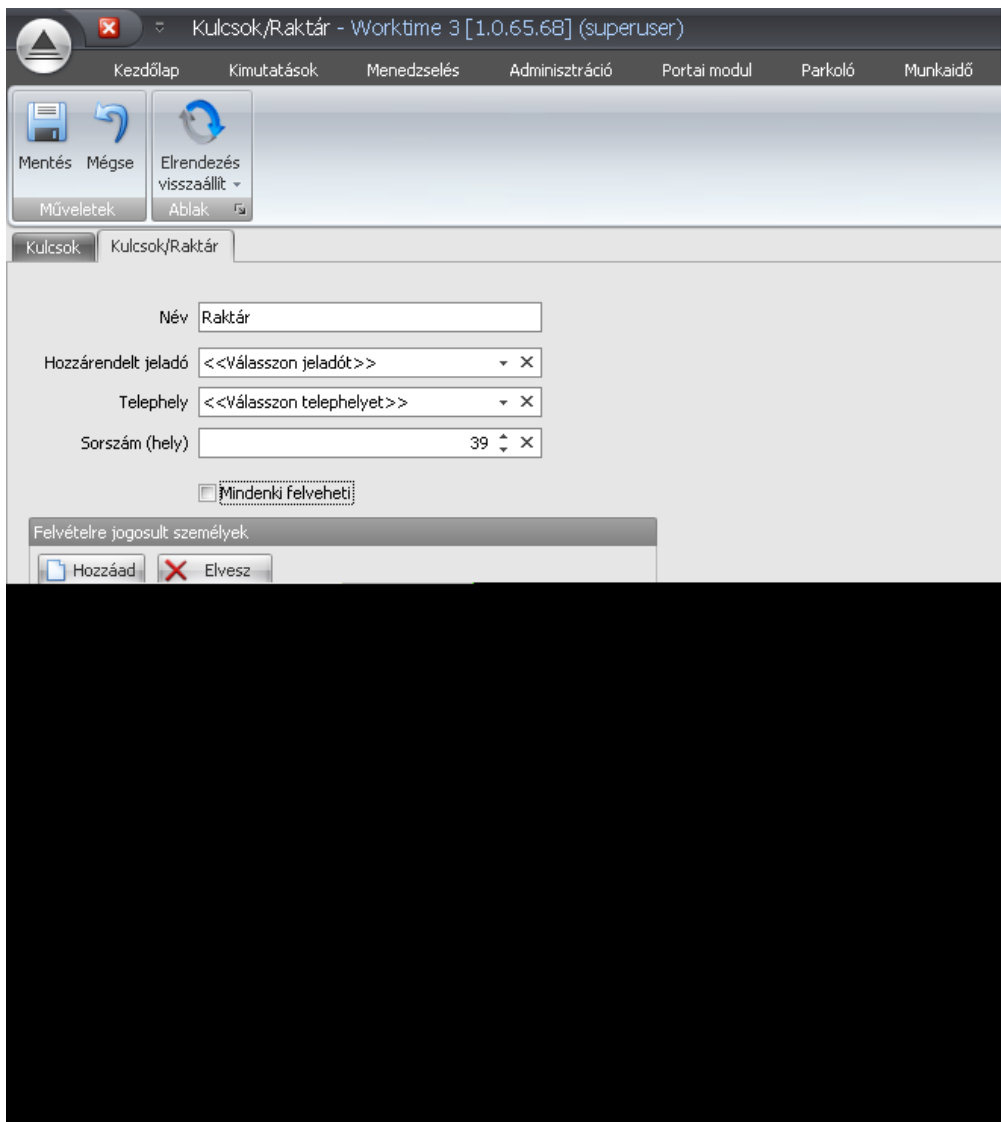 Kulcsok/Raktár - Worktime 3 [1.0.65.68] (superuser)
Kezdőlap Kimutatások Menedzselés Adminisztráció Portai modul Parkoló Munkaidő
Mentés Mégse Elrendezés
visszaállít
Műveletek Ablak
Kulcsok Kulcsok/Raktár
Név Raktár
Hozzárendelt jeladó <<Válasszon jeladót>>
Telephely <<Válasszon telephelyet>>
Sorszám (hely) 39
Mindenki felveheti
Felvételre jogosult személyek
Hozzáad Elvesz